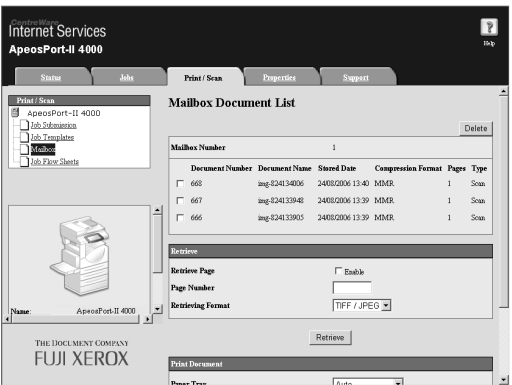 CentreWare
Internet Services
ApeosPort-II 4000
Help
Status Jobs Print / Scan Properties Support
Print / Scan
ApeosPort-II 4000
Job Submission
Job Templates
Mailbox
Job Flow Sheets
Name: ApeosPort-II 4000
THE DOCUMENT COMPANY
FUJI XEROX
Mailbox Document List
Delete
Mailbox Number 1
Document Number Document Name Stored Date Compression Format Pages Type
668 img-824134006 24/08/2006 13:40 MMR 1 Scan
667 img-824133948 24/08/2006 13:39 MMR 1 Scan
666 img-824133905 24/08/2006 13:39 MMR 1 Scan
Retrieve
Retrieve Page Enable
Page Number
Retrieving Format TIFF / JPEG
Retrieve
Print Document
Paper Tray Auto